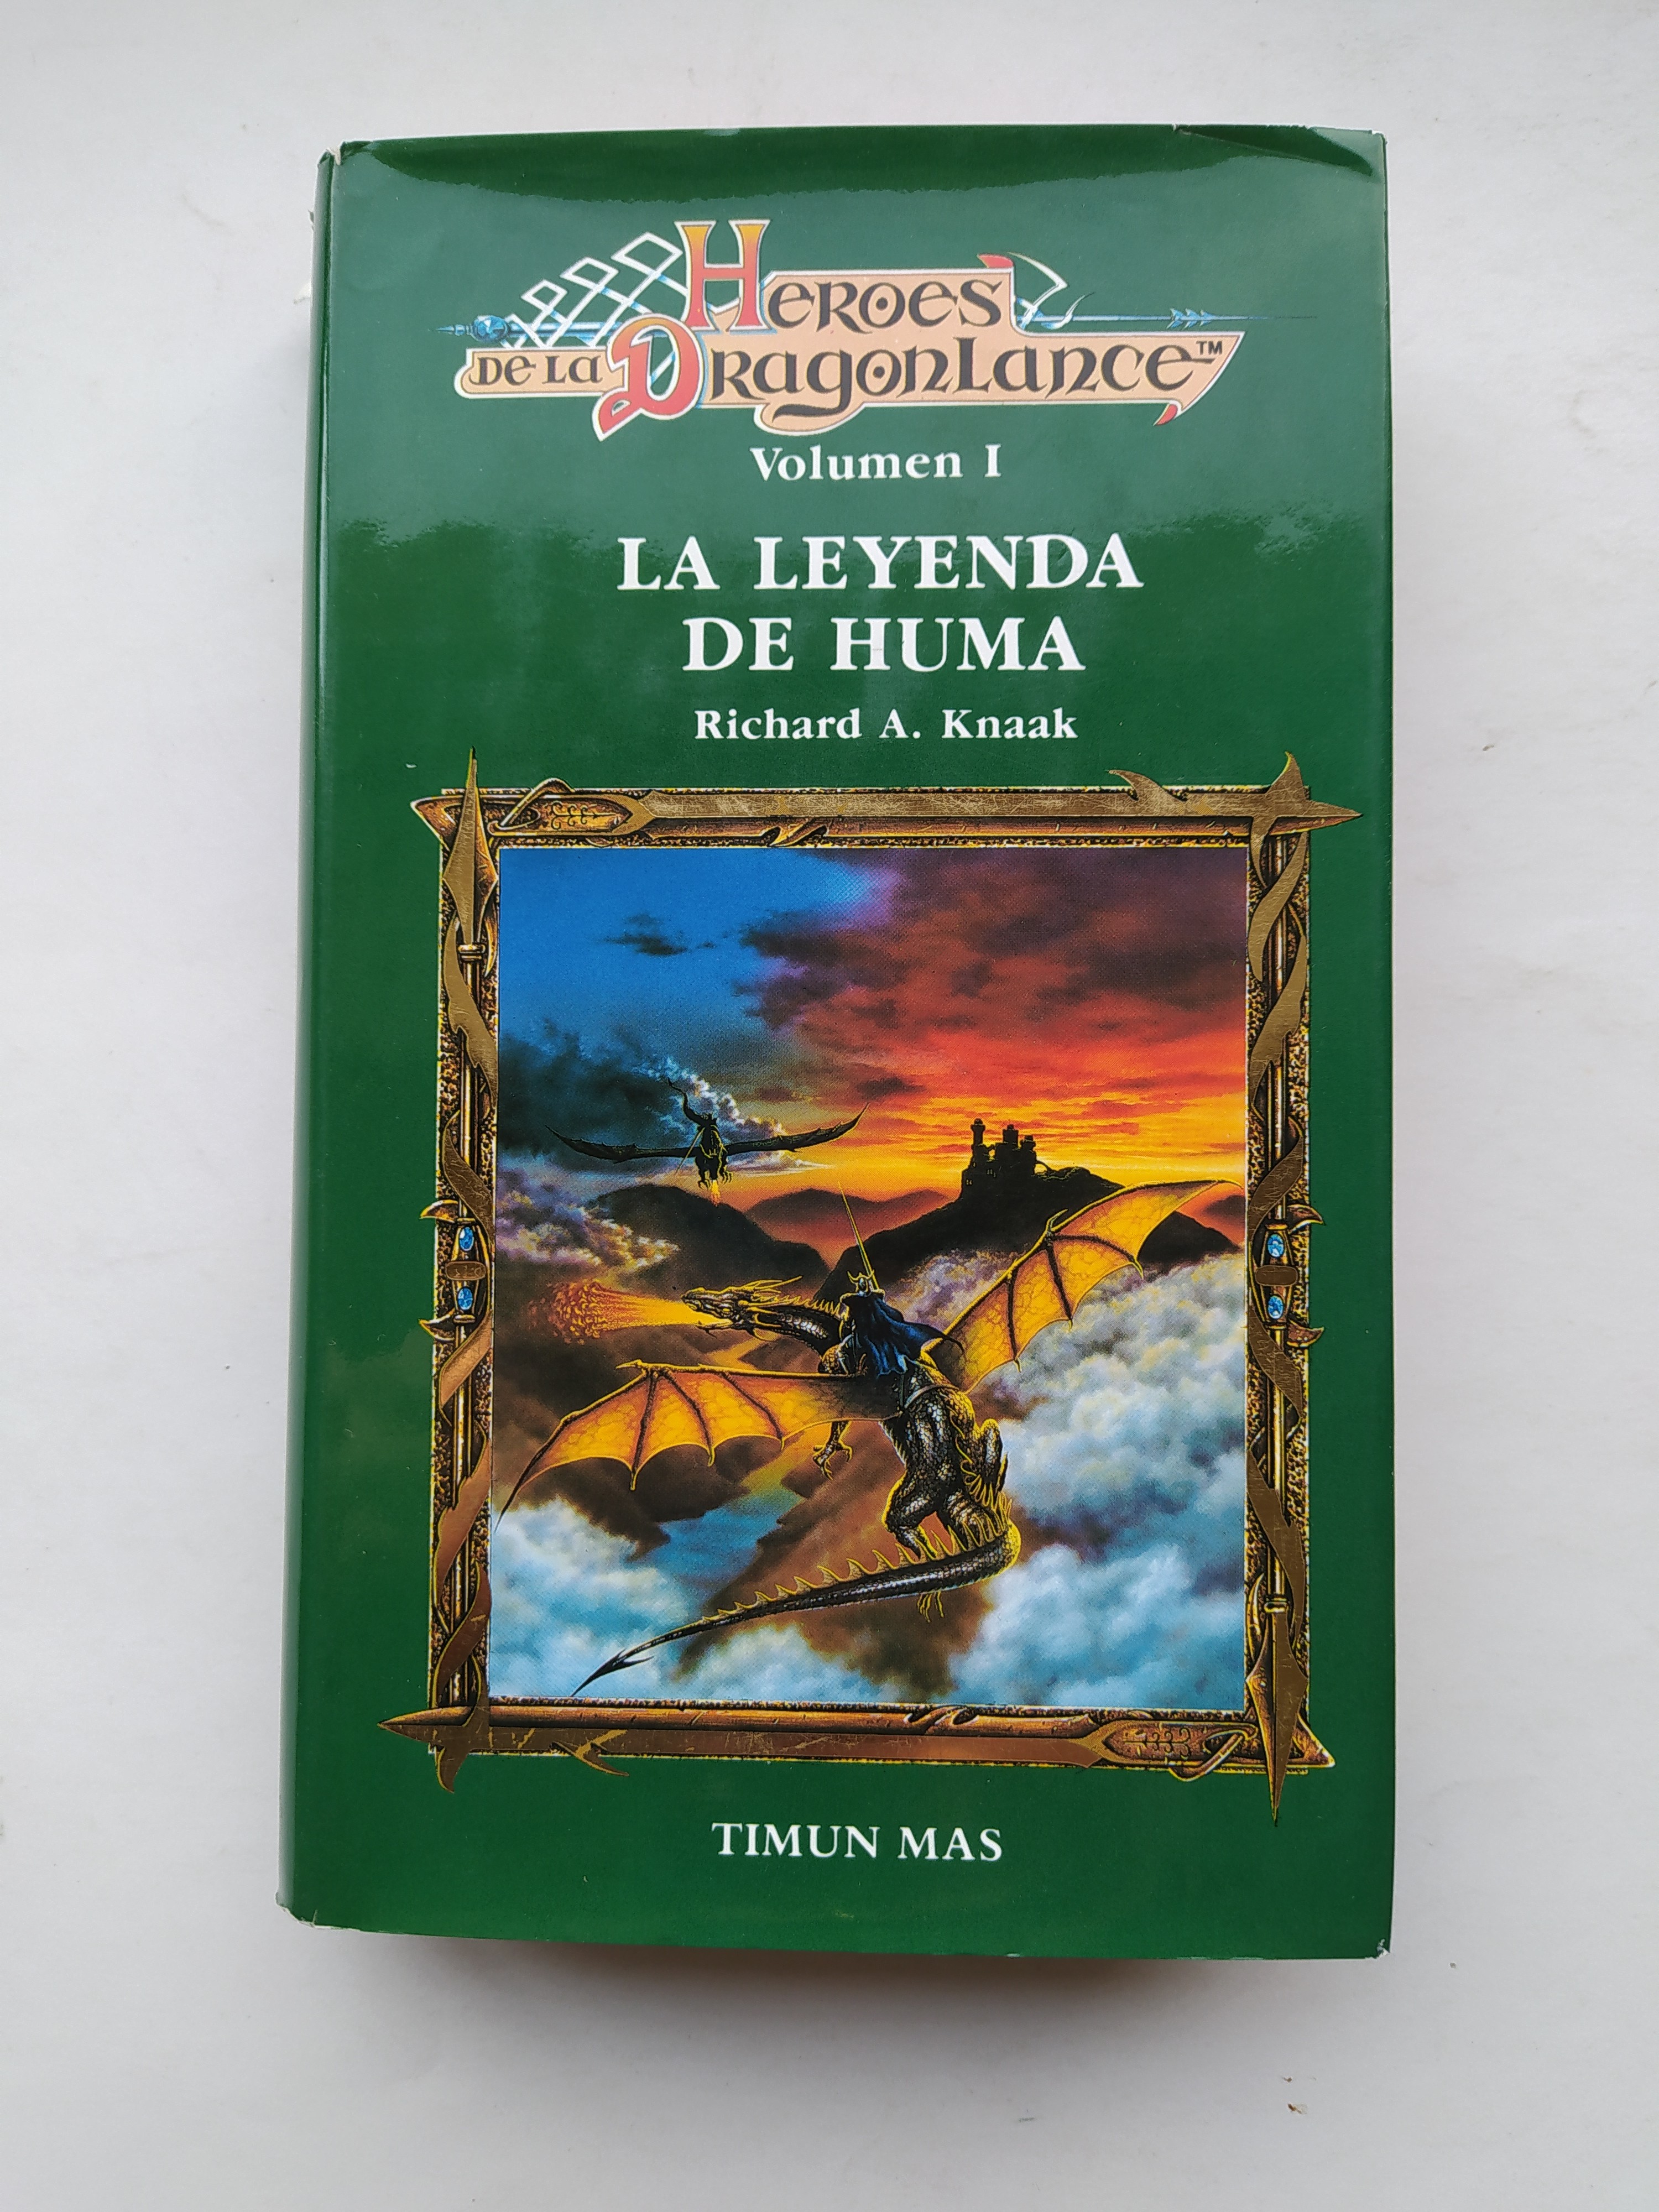 HEROES
DE LA DRAGONLANCE™
Volumen I
LA LEYENDA
DE HUMA
Richard A. Knaak
TIMUN MAS